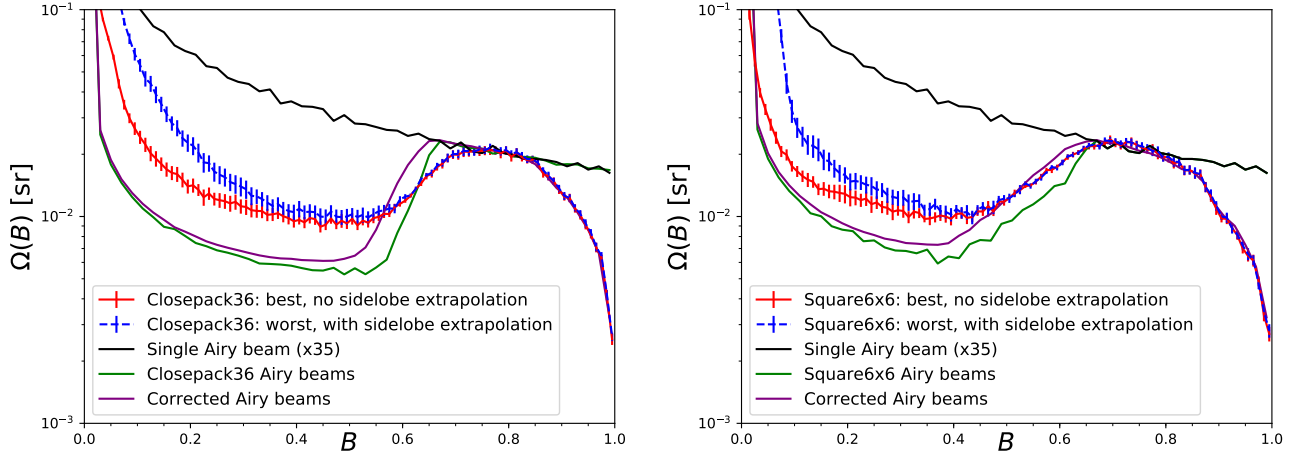 10⁻¹
10⁻²
10⁻³
Ω(B) [sr]
Closepack36: best, no sidelobe extrapolation
Closepack36: worst, with sidelobe extrapolation
Single Airy beam (x35)
Closepack36 Airy beams
Corrected Airy beams
0.0 0.2 0.4 0.6 0.8 1.0
B
10⁻¹
10⁻²
10⁻³
Ω(B) [sr]
Square6x6: best, no sidelobe extrapolation
Square6x6: worst, with sidelobe extrapolation
Single Airy beam (x35)
Square6x6 Airy beams
Corrected Airy beams
0.0 0.2 0.4 0.6 0.8 1.0
B